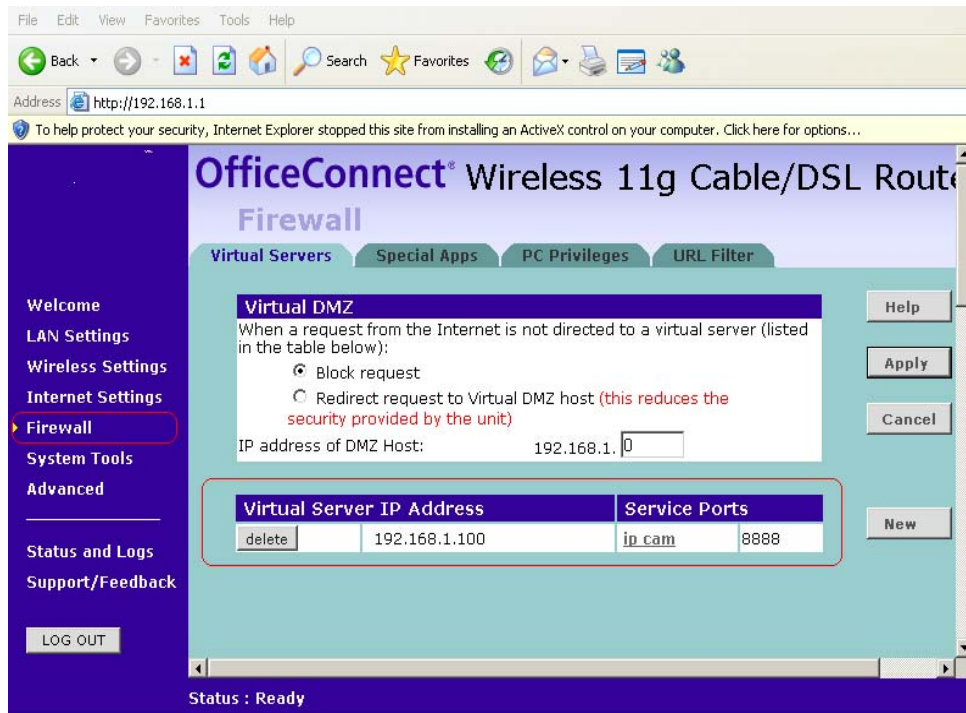 File Edit View Favorites Tools Help
Back Search Favorites
Address http://192.168.1.1
To help protect your security, Internet Explorer stopped this site from installing an ActiveX control on your computer. Click here for options...
OfficeConnect® Wireless 11g Cable/DSL Route
Firewall
Virtual Servers Special Apps PC Privileges URL Filter
Welcome
LAN Settings
Wireless Settings
Internet Settings
Firewall
System Tools
Advanced
Status and Logs
Support/Feedback
LOG OUT
Virtual DMZ
When a request from the Internet is not directed to a virtual server (listed
in the table below):
Block request
Redirect request to Virtual DMZ host (this reduces the
security provided by the unit)
IP address of DMZ Host: 192.168.1. 0
Virtual Server IP Address Service Ports
delete 192.168.1.100 ip cam 8888
Help
Apply
Cancel
New
Status : Ready